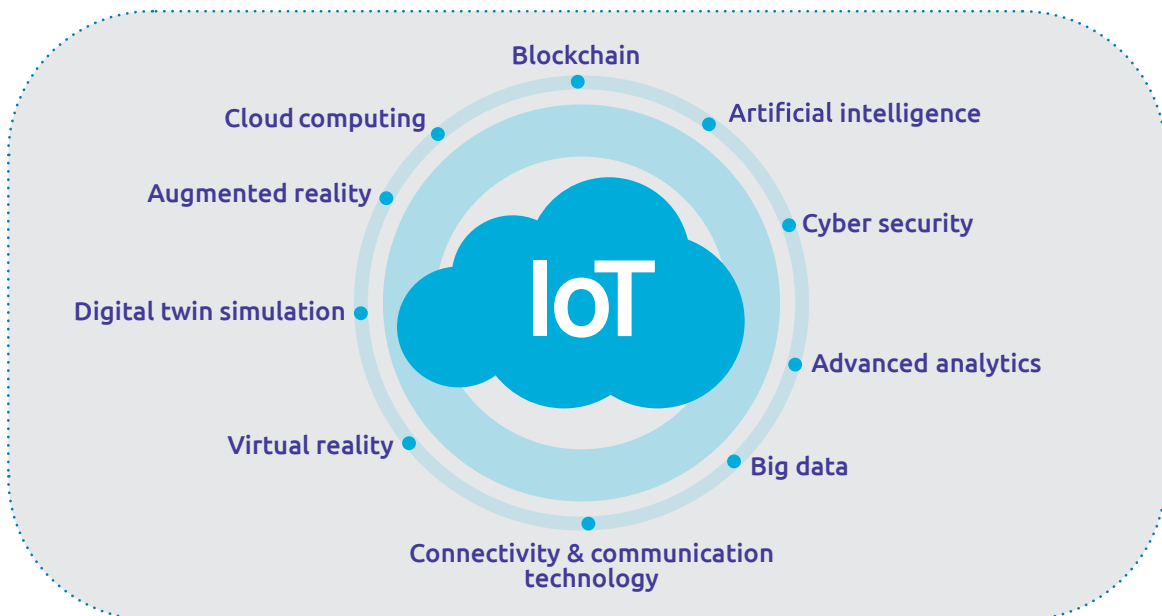 Blockchain
Cloud computing
Artificial intelligence
Augmented reality
Cyber security
IoT
Digital twin simulation
Advanced analytics
Virtual reality
Big data
Connectivity & communication
technology